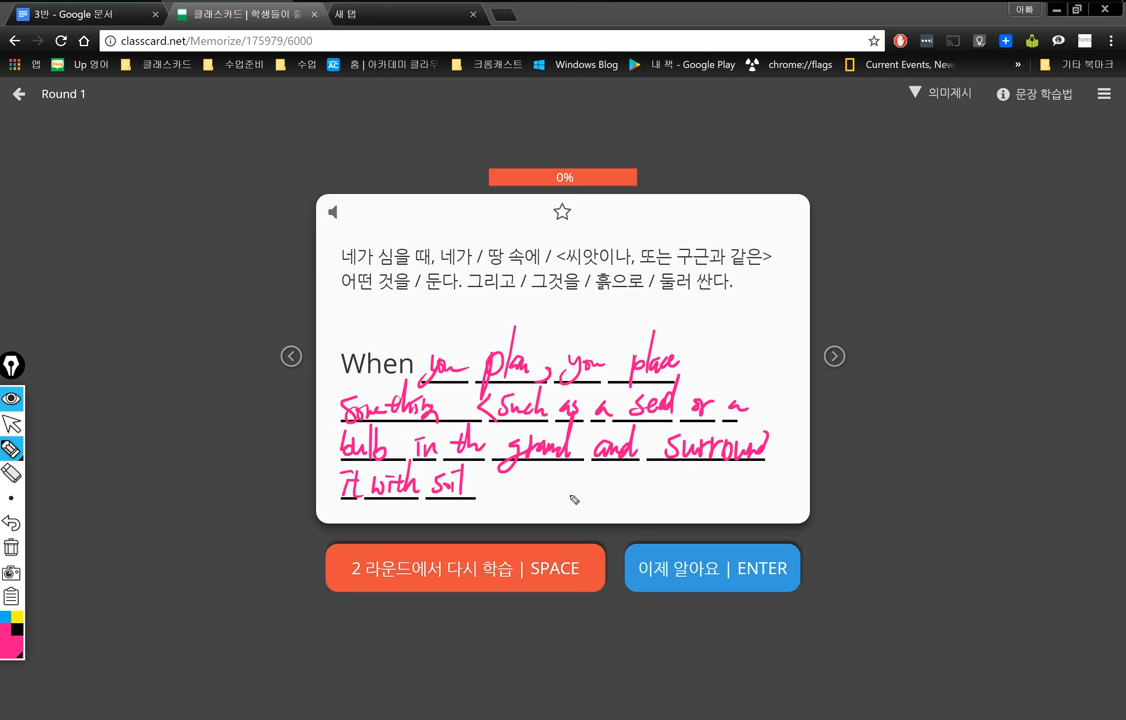 3반 - Google 문서
클래스카드 | 학생들이 좋
새 탭
아빠
classcard.net/Memorize/175979/6000
앱 Up 영어 클래스카드 수업준비 수업 홈 | 아카데미 클라우 크롬캐스트 Windows Blog 내 책 - Google Play chrome://flags Current Events, New » 기타 북마크
Round 1
▼ 의미제시 문장 학습법
0%
네가 심을 때, 네가 / 땅 속에 / <씨앗이나, 또는 구근과 같은>
어떤 것을 / 둔다. 그리고 / 그것을 / 흙으로 / 둘러 싼다.
When you plan, you place
something <such as a seed or a
bulb in the ground and surround
it with soil
2 라운드에서 다시 학습 | SPACE
이제 알아요 | ENTER